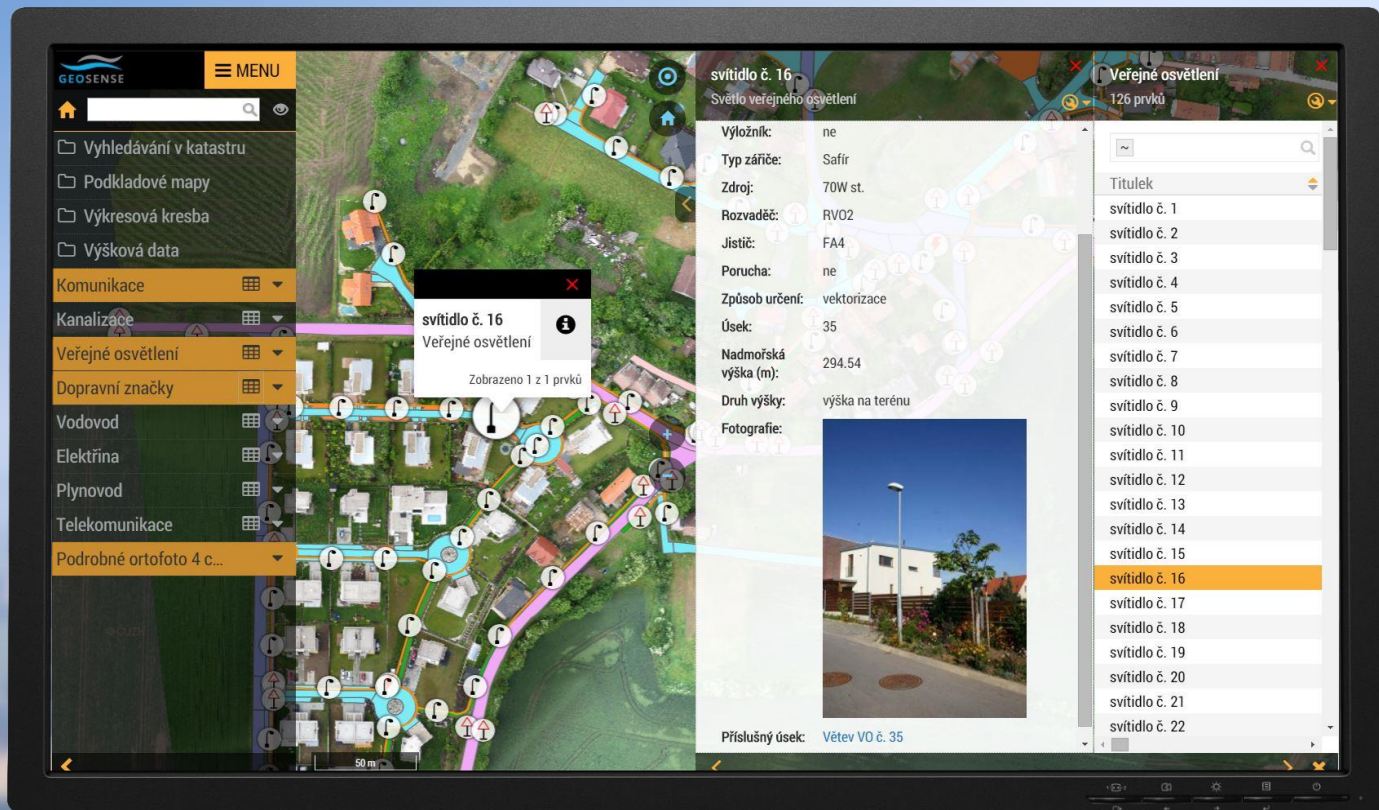 GEOSENSE
MENU
Vyhledávání v katastru
Podkladové mapy
Výkresová kresba
Výšková data
Komunikace
Kanalizace
Veřejné osvětlení
Dopravní značky
Vodovod
Elektřina
Plynovod
Telekomunikace
Podrobné ortofoto 4 c...
50 m
svítidlo č. 16
Veřejné osvětlení
Zobrazeno 1 z 1 prvků
svítidlo č. 16
Světlo veřejného osvětlení
Výložník: ne
Typ zářiče: Safír
Zdroj: 70W st.
Rozvaděč: RVO2
Jistič: FA4
Porucha: ne
Způsob určení: vektorizace
Úsek: 35
Nadmořská
výška (m): 294.54
Druh výšky: výška na terénu
Fotografie:
Příslušný úsek: Větev VO č. 35
Veřejné osvětlení
126 prvků
~
Titulek
svítidlo č. 1
svítidlo č. 2
svítidlo č. 3
svítidlo č. 4
svítidlo č. 5
svítidlo č. 6
svítidlo č. 7
svítidlo č. 8
svítidlo č. 9
svítidlo č. 10
svítidlo č. 11
svítidlo č. 12
svítidlo č. 13
svítidlo č. 14
svítidlo č. 15
svítidlo č. 16
svítidlo č. 17
svítidlo č. 18
svítidlo č. 19
svítidlo č. 20
svítidlo č. 21
svítidlo č. 22